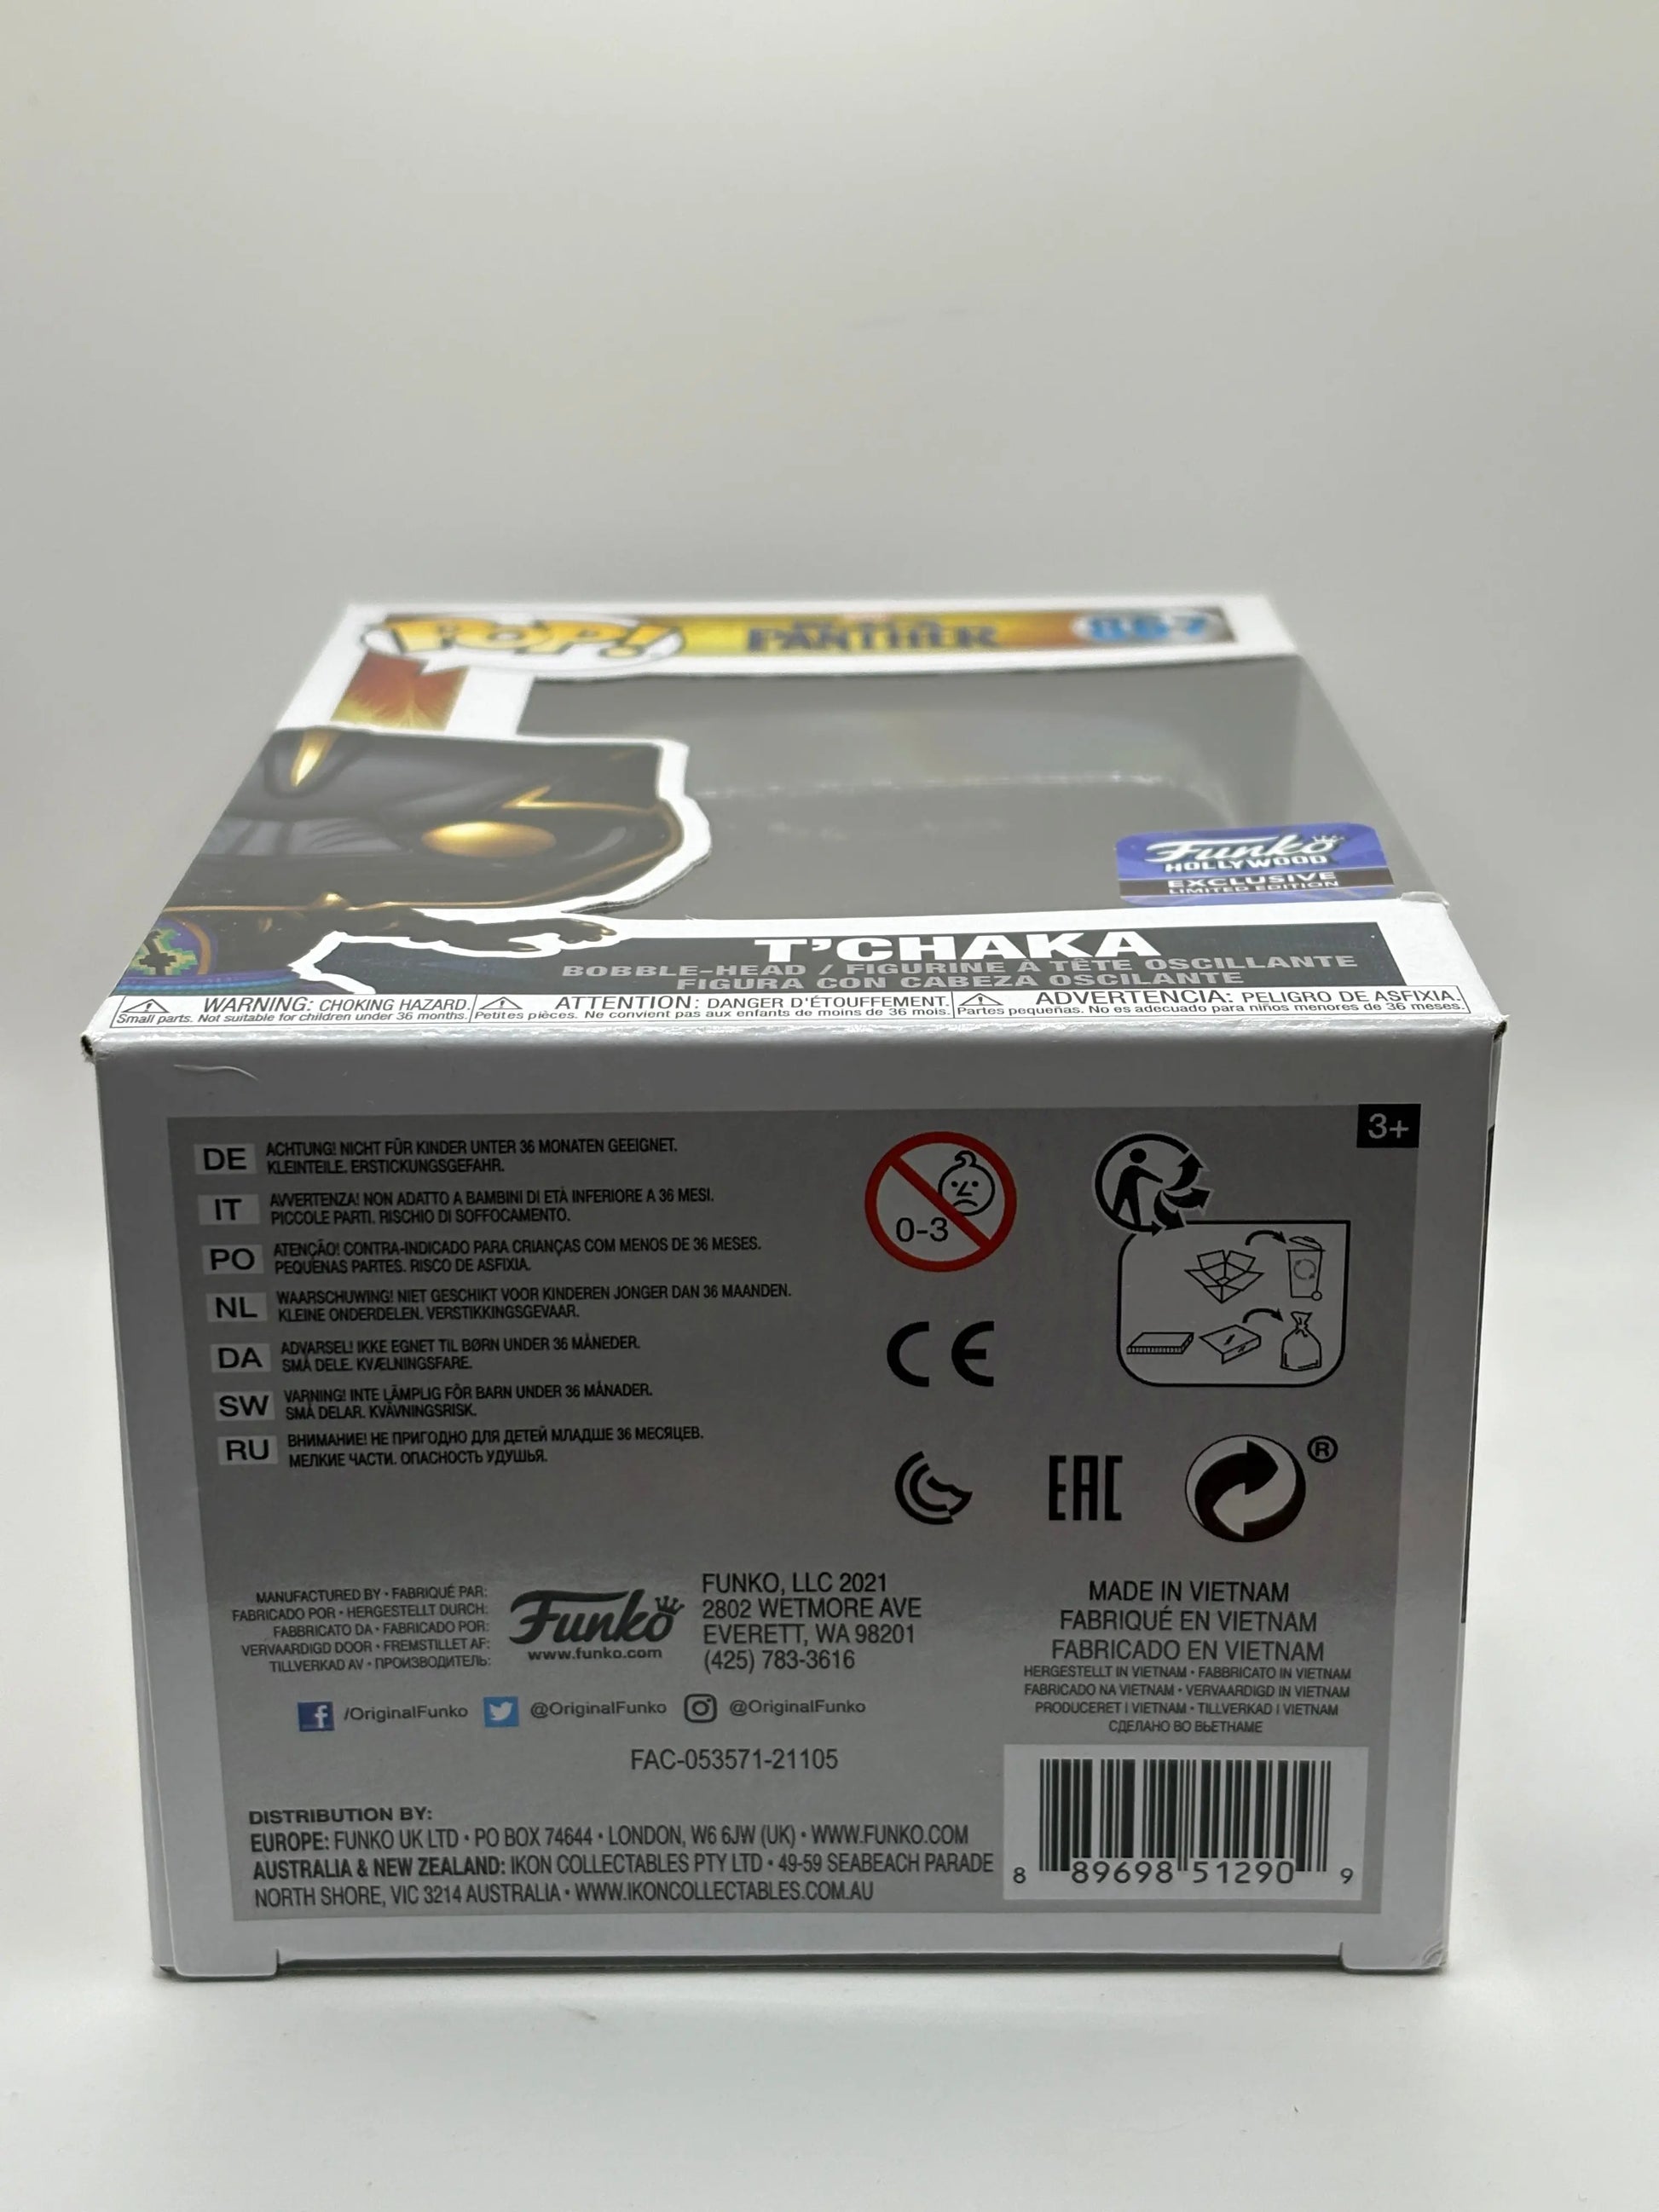 POP!
PANTHER
867
Funko
HOLLYWOOD
EXCLUSIVE
LIMITED EDITION
T'CHAKA
BOBBLE-HEAD / FIGURINE À TÊTE OSCILLANTE
FIGURA CON CABEZA OSCILANTE
WARNING: CHOKING HAZARD.
Small parts. Not suitable for children under 36 months.
ATTENTION: DANGER D'ÉTOUFFEMENT.
Petites pièces. Ne convient pas aux enfants de moins de 36 mois.
ADVERTENCIA: PELIGRO DE ASFIXIA.
Partes pequeñas. No es adecuado para niños menores de 36 meses.
3+
DE ACHTUNG! NICHT FÜR KINDER UNTER 36 MONATEN GEEIGNET.
KLEINTEILE. ERSTICKUNGSGEFAHR.
IT AVVERTENZA! NON ADATTO A BAMBINI DI ETÀ INFERIORE A 36 MESI.
PICCOLE PARTI. RISCHIO DI SOFFOCAMENTO.
PO ATENÇÃO! CONTRA-INDICADO PARA CRIANÇAS COM MENOS DE 36 MESES.
PEQUENAS PARTES. RISCO DE ASFIXIA.
NL WAARSCHUWING! NIET GESCHIKT VOOR KINDEREN JONGER DAN 36 MAANDEN.
KLEINE ONDERDELEN. VERSTIKKINGSGEVAAR.
DA ADVARSEL! IKKE EGNET TIL BØRN UNDER 36 MÅNEDER.
SMÅ DELE. KVÆLNINGSFARE.
SW VARNING! INTE LÄMPLIG FÖR BARN UNDER 36 MÅNADER.
SMÅ DELAR. KVÄVNINGSRISK.
RU ВНИМАНИЕ! НЕ ПРИГОДНО ДЛЯ ДЕТЕЙ МЛАДШЕ 36 МЕСЯЦЕВ.
МЕЛКИЕ ЧАСТИ. ОПАСНОСТЬ УДУШЬЯ.
0-3
CE
EAC
®
MANUFACTURED BY • FABRIQUÉ PAR:
FABRICADO POR • HERGESTELLT DURCH:
FABBRICATO DA • FABRICADO POR:
VERVAARDIGD DOOR • FREMSTILLET AF:
TILLVERKAD AV • ПРОИЗВОДИТЕЛЬ:
Funko
www.funko.com
FUNKO, LLC 2021
2802 WETMORE AVE
EVERETT, WA 98201
(425) 783-3616
MADE IN VIETNAM
FABRIQUÉ EN VIETNAM
FABRICADO EN VIETNAM
HERGESTELLT IN VIETNAM • FABBRICATO IN VIETNAM
FABRICADO NA VIETNAM • VERVAARDIGD IN VIETNAM
PRODUCERET I VIETNAM • TILLVERKAD I VIETNAM
СДЕЛАНО ВО ВЬЕТНАМЕ
f /OriginalFunko @OriginalFunko @OriginalFunko
FAC-053571-21105
DISTRIBUTION BY:
EUROPE: FUNKO UK LTD • PO BOX 74644 • LONDON, W6 6JW (UK) • WWW.FUNKO.COM
AUSTRALIA & NEW ZEALAND: IKON COLLECTABLES PTY LTD • 49-59 SEABEACH PARADE
NORTH SHORE, VIC 3214 AUSTRALIA • WWW.IKONCOLLECTABLES.COM.AU
8 89698 51290 9